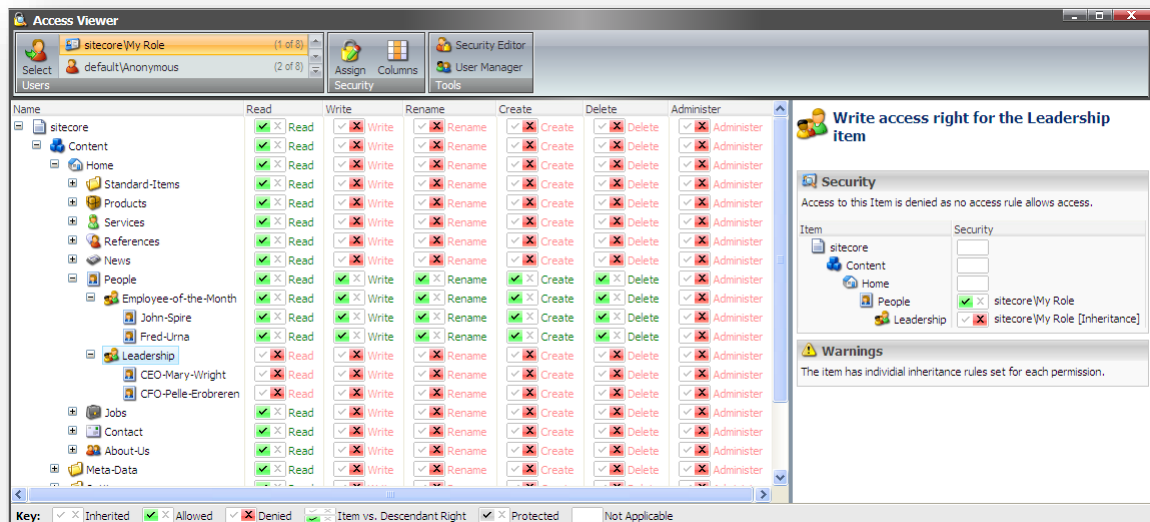 Access Viewer
Select
sitecore\My Role (1 of 8)
default\Anonymous (2 of 8)
Users
Assign Columns
Security
Security Editor
User Manager
Tools
Name Read Write Rename Create Delete Administer
sitecore Read Write Rename Create Delete Administer
Content Read Write Rename Create Delete Administer
Home Read Write Rename Create Delete Administer
Standard-Items Read Write Rename Create Delete Administer
Products Read Write Rename Create Delete Administer
Services Read Write Rename Create Delete Administer
References Read Write Rename Create Delete Administer
News Read Write Rename Create Delete Administer
People Read Write Rename Create Delete Administer
Employee-of-the-Month Read Write Rename Create Delete Administer
John-Spire Read Write Rename Create Delete Administer
Fred-Urna Read Write Rename Create Delete Administer
Leadership Read Write Rename Create Delete Administer
CEO-Mary-Wright Read Write Rename Create Delete Administer
CFO-Pelle-Erobreren Read Write Rename Create Delete Administer
Jobs Read Write Rename Create Delete Administer
Contact Read Write Rename Create Delete Administer
About-Us Read Write Rename Create Delete Administer
Meta-Data Read Write Rename Create Delete Administer
Write access right for the Leadership
item
Security
Access to this Item is denied as no access rule allows access.
Item Security
sitecore
Content
Home
People sitecore\My Role
Leadership sitecore\My Role [Inheritance]
Warnings
The item has individial inheritance rules set for each permission.
Key: Inherited Allowed Denied Item vs. Descendant Right Protected Not Applicable